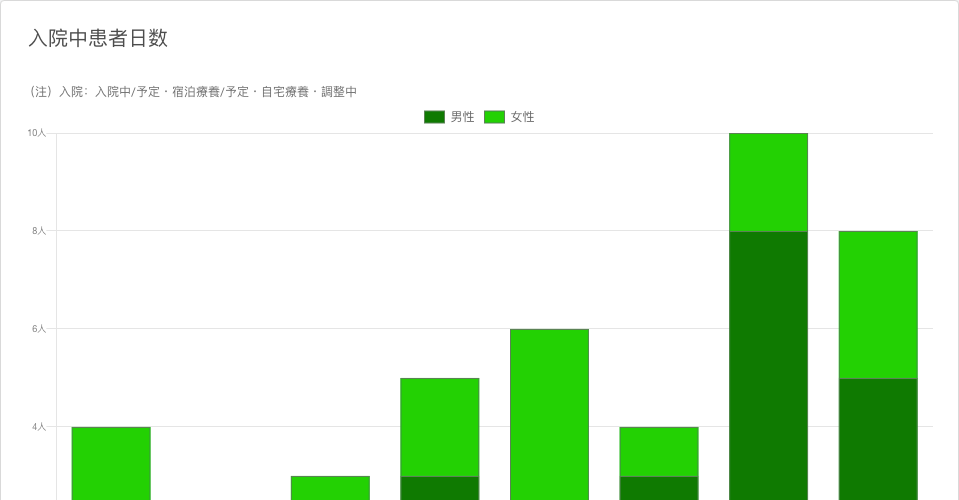 入院中患者日数
(注) 入院: 入院中/予定・宿泊療養/予定・自宅療養・調整中
男性 女性
10人
8人
6人
4人